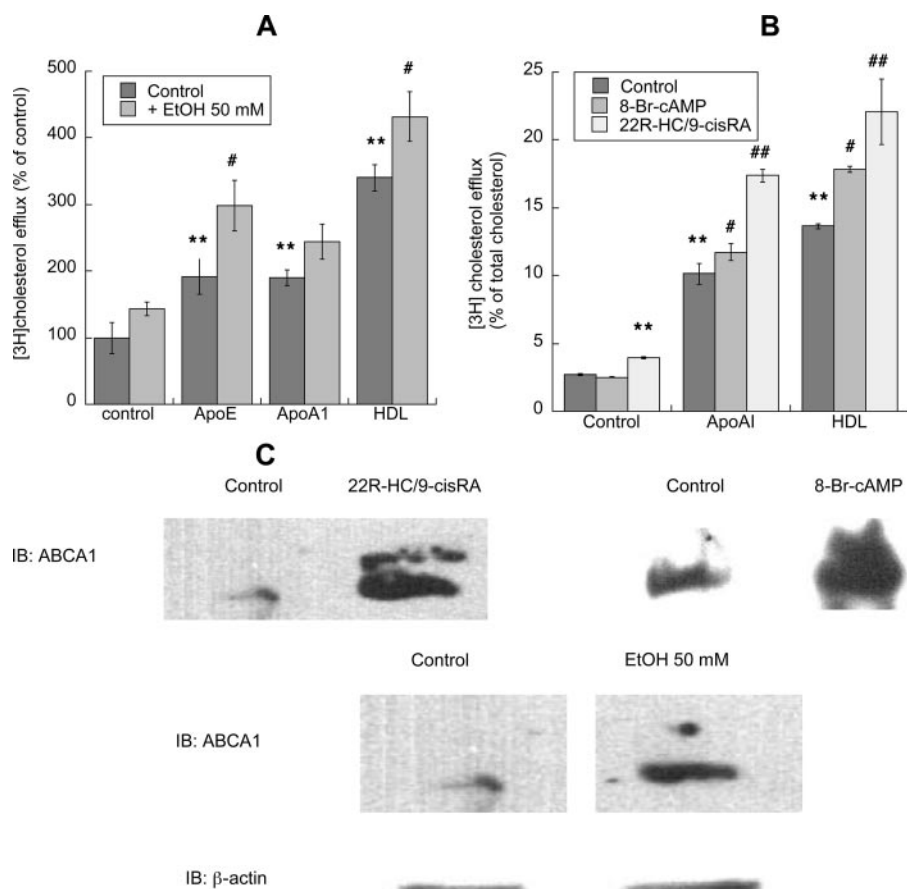 A
[3H]cholesterol efflux (% of control)
500
400
300
200
100
0
Control
+ EtOH 50 mM
**
#
**
**
#
control ApoE ApoA1 HDL
B
[3H] cholesterol efflux
(% of total cholesterol)
25
20
15
10
5
0
Control
8-Br-cAMP
22R-HC/9-cisRA
**
**
#
##
**
#
##
Control ApoAI HDL
C
Control 22R-HC/9-cisRA Control 8-Br-cAMP
IB: ABCA1
Control EtOH 50 mM
IB: ABCA1
IB: β-actin